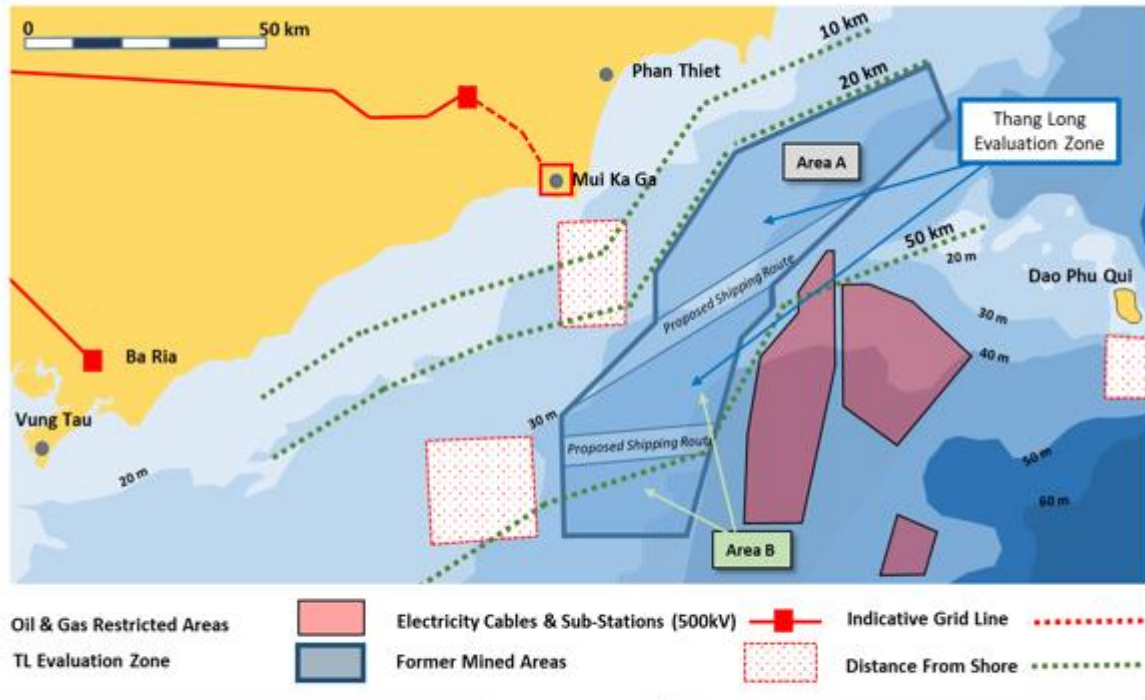 0 50 km
10 km
Phan Thiet
20 km
Thang Long
Evaluation Zone
Area A
Mui Ka Ga
50 km
20 m
Dao Phu Qui
Proposed Shipping Route
30 m
40 m
Ba Ria
Vung Tau
30 m
Proposed Shipping Route
20 m
50 m
60 m
Area B
Oil & Gas Restricted Areas
Electricity Cables & Sub-Stations (500kV)
Indicative Grid Line
TL Evaluation Zone
Former Mined Areas
Distance From Shore